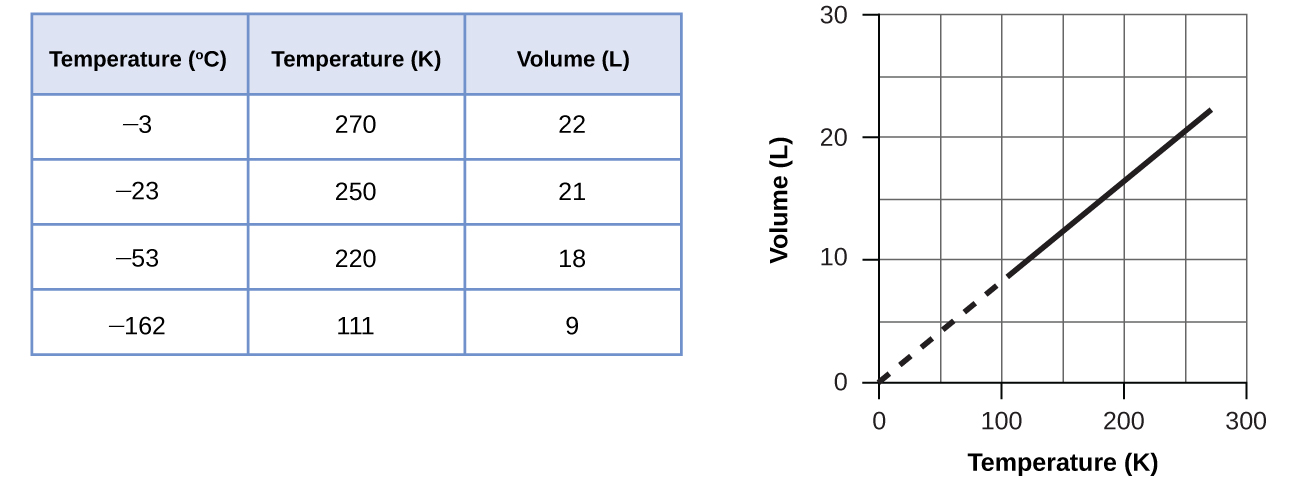 Temperature (ºC) Temperature (K) Volume (L)
–3 270 22
–23 250 21
–53 220 18
–162 111 9
30
20
10
0
Volume (L)
0 100 200 300
Temperature (K)